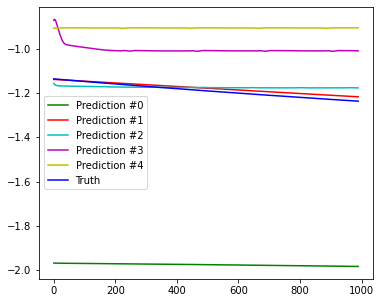 −1.0
−1.2
−1.4
−1.6
−1.8
−2.0
Prediction #0
Prediction #1
Prediction #2
Prediction #3
Prediction #4
Truth
0
200
400
600
800
1000